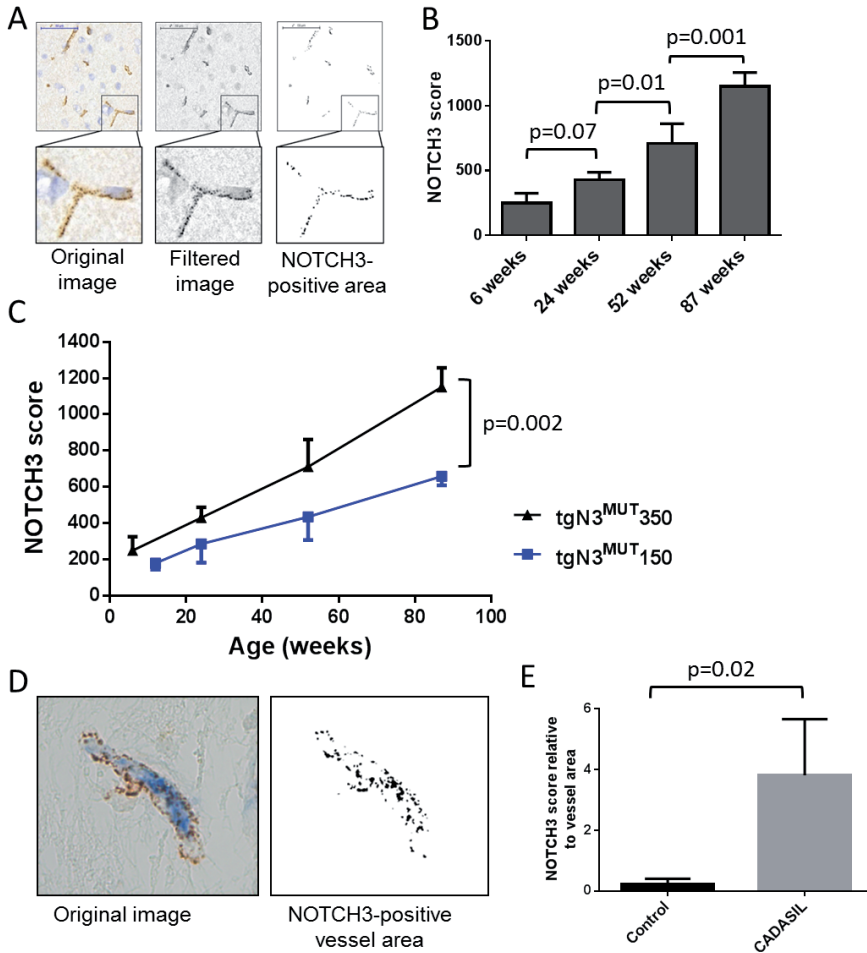 A
Original
image
Filtered
image
NOTCH3-
positive area
B
NOTCH3 score
1500
1000
500
0
p=0.07
p=0.01
p=0.001
6 weeks
24 weeks
52 weeks
87 weeks
C
NOTCH3 score
1400
1200
1000
800
600
400
200
0
0 20 40 60 80 100
Age (weeks)
p=0.002
tgN3MUT350
tgN3MUT150
D
Original image
NOTCH3-positive
vessel area
E
p=0.02
NOTCH3 score relative
to vessel area
6
4
2
0
Control
CADASIL